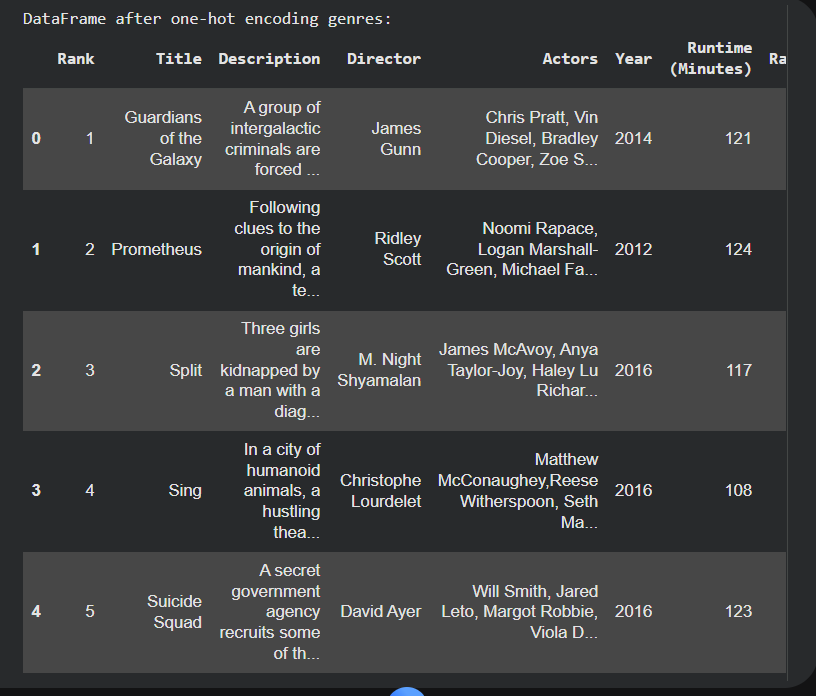 DataFrame after one-hot encoding genres:
Rank Title Description Director Actors Year Runtime (Minutes) Ra
0 1 Guardians of the Galaxy A group of intergalactic criminals are forced ... James Gunn Chris Pratt, Vin Diesel, Bradley Cooper, Zoe S... 2014 121
1 2 Prometheus Following clues to the origin of mankind, a te... Ridley Scott Noomi Rapace, Logan Marshall-Green, Michael Fa... 2012 124
2 3 Split Three girls are kidnapped by a man with a diag... M. Night Shyamalan James McAvoy, Anya Taylor-Joy, Haley Lu Richar... 2016 117
3 4 Sing In a city of humanoid animals, a hustling thea... Christophe Lourdelet Matthew McConaughey,Reese Witherspoon, Seth Ma... 2016 108
4 5 Suicide Squad A secret government agency recruits some of th... David Ayer Will Smith, Jared Leto, Margot Robbie, Viola D... 2016 123